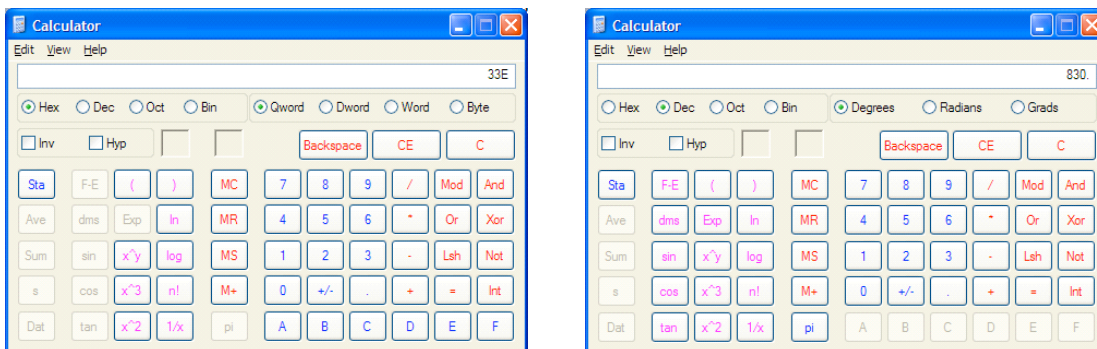 Calculator
Edit View Help
33E
Hex Dec Oct Bin Qword Dword Word Byte
Inv Hyp Backspace CE C
Sta F-E ( ) MC 7 8 9 / Mod And
Ave dms Exp ln MR 4 5 6 * Or Xor
Sum sin x^y log MS 1 2 3 - Lsh Not
s cos x^3 n! M+ 0 +/- . + = Int
Dat tan x^2 1/x pi A B C D E F
Calculator
Edit View Help
830.
Hex Dec Oct Bin Degrees Radians Grads
Inv Hyp Backspace CE C
Sta F-E ( ) MC 7 8 9 / Mod And
Ave dms Exp ln MR 4 5 6 * Or Xor
Sum sin x^y log MS 1 2 3 - Lsh Not
s cos x^3 n! M+ 0 +/- . + = Int
Dat tan x^2 1/x pi A B C D E F